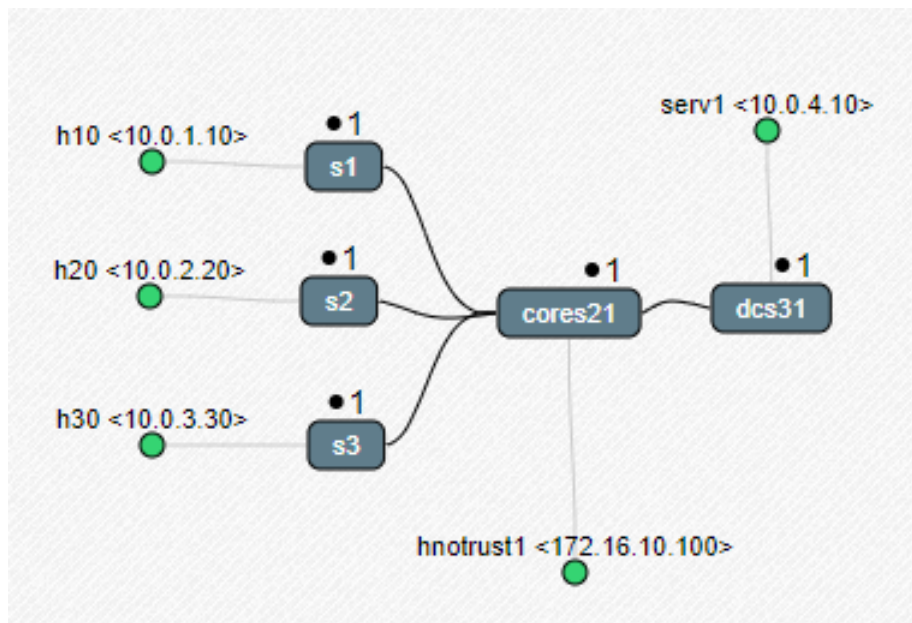 serv1 <10.0.4.10>
h10 <10.0.1.10>
1
s1
h20 <10.0.2.20>
1
s2
1
cores21
1
dcs31
h30 <10.0.3.30>
1
s3
hnotrust1 <172.16.10.100>